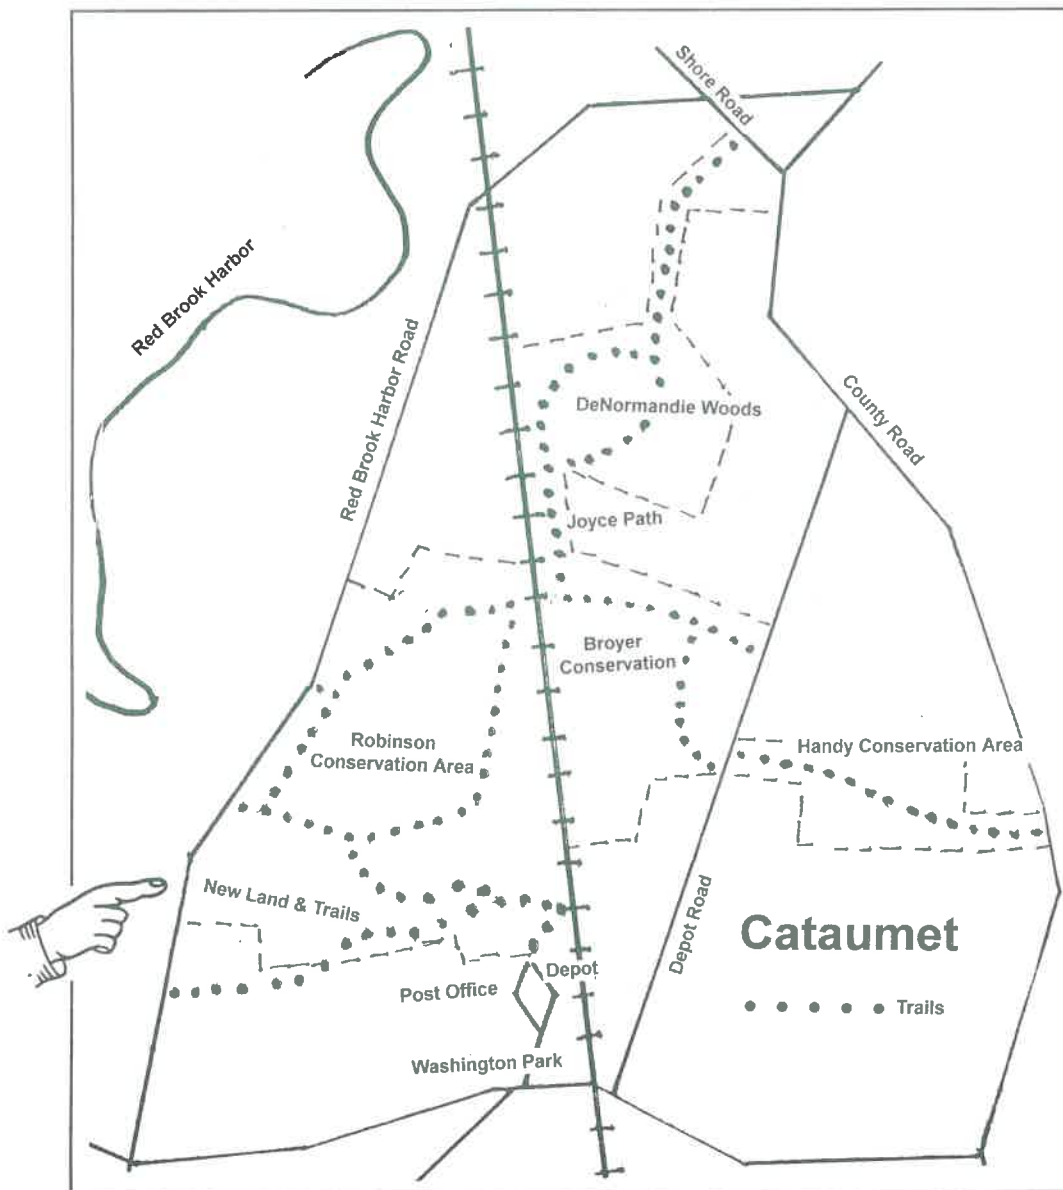 Shore Road
Red Brook Harbor
Red Brook Harbor Road
County Road
DeNormandie Woods
Joyce Path
Broyer
Conservation
Robinson
Conservation Area
Handy Conservation Area
New Land & Trails
Depot Road
Cataumet
Depot
Post Office
Trails
Washington Park